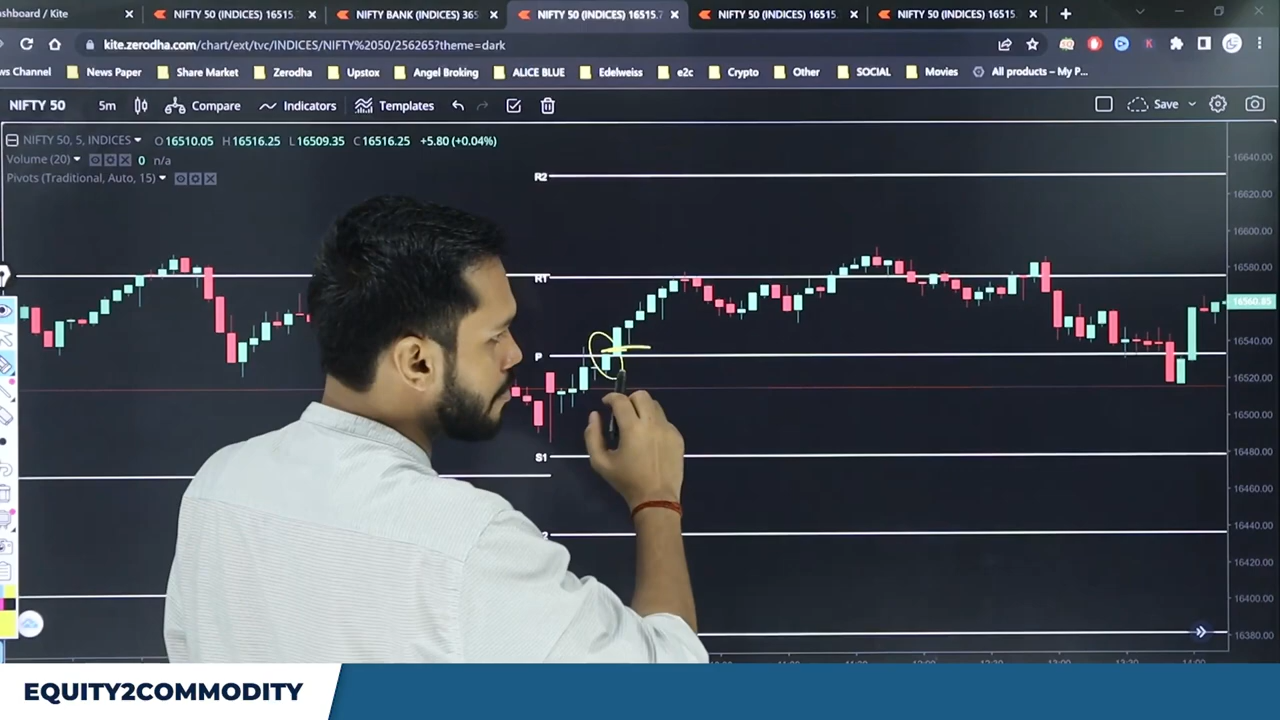 ashboard / Kite
NIFTY 50 (INDICES) 16515.
NIFTY BANK (INDICES) 365
NIFTY 50 (INDICES) 16515.7
NIFTY 50 (INDICES) 16515.
NIFTY 50 (INDICES) 16515.
kite.zerodha.com/chart/ext/tvc/INDICES/NIFTY%2050/256265?theme=dark
ws Channel
News Paper
Share Market
Zerodha
Upstox
Angel Broking
ALICE BLUE
Edelweiss
e2c
Crypto
Other
SOCIAL
Movies
All products – My P...
NIFTY 50
5m
Compare
Indicators
Templates
Save
NIFTY 50, 5, INDICES
O 16510.05 H 16516.25 L 16509.35 C 16516.25 +5.80 (+0.04%)
Volume (20) 0 n/a
Pivots (Traditional, Auto, 15)
R2
R1
P
S1
16640.00
16620.00
16600.00
16580.00
16560.85
16540.00
16520.00
16500.00
16480.00
16460.00
16440.00
16420.00
16400.00
16380.00
EQUITY2COMMODITY